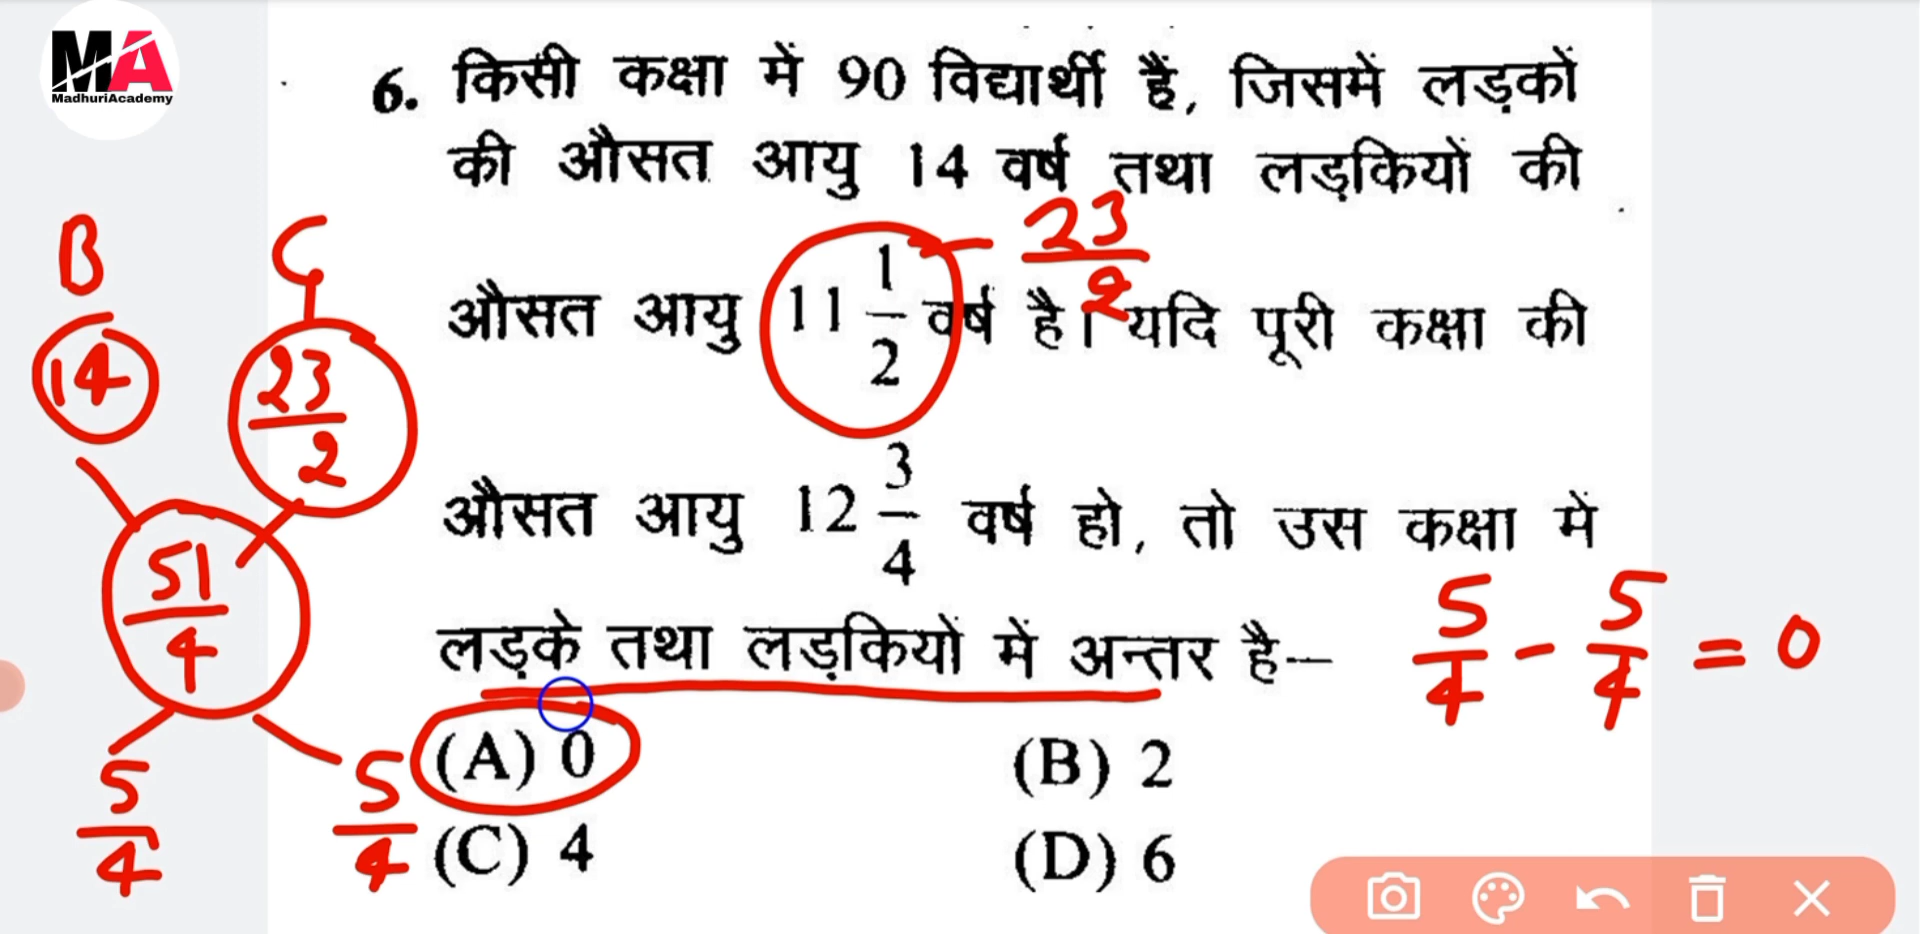 MA
MadhuriAcademy
6. किसी कक्षा में 90 विद्यार्थी हैं, जिसमें लड़कों
की औसत आयु 14 वर्ष तथा लड़कियों की
औसत आयु 11 1/2 वर्ष है। यदि पूरी कक्षा की
औसत आयु 12 3/4 वर्ष हो, तो उस कक्षा में
लड़के तथा लड़कियों में अन्तर है—
(A) 0 (B) 2
(C) 4 (D) 6
23/2
B G
14 23/2
51/4
5/4 5/4
5/4 - 5/4 = 0